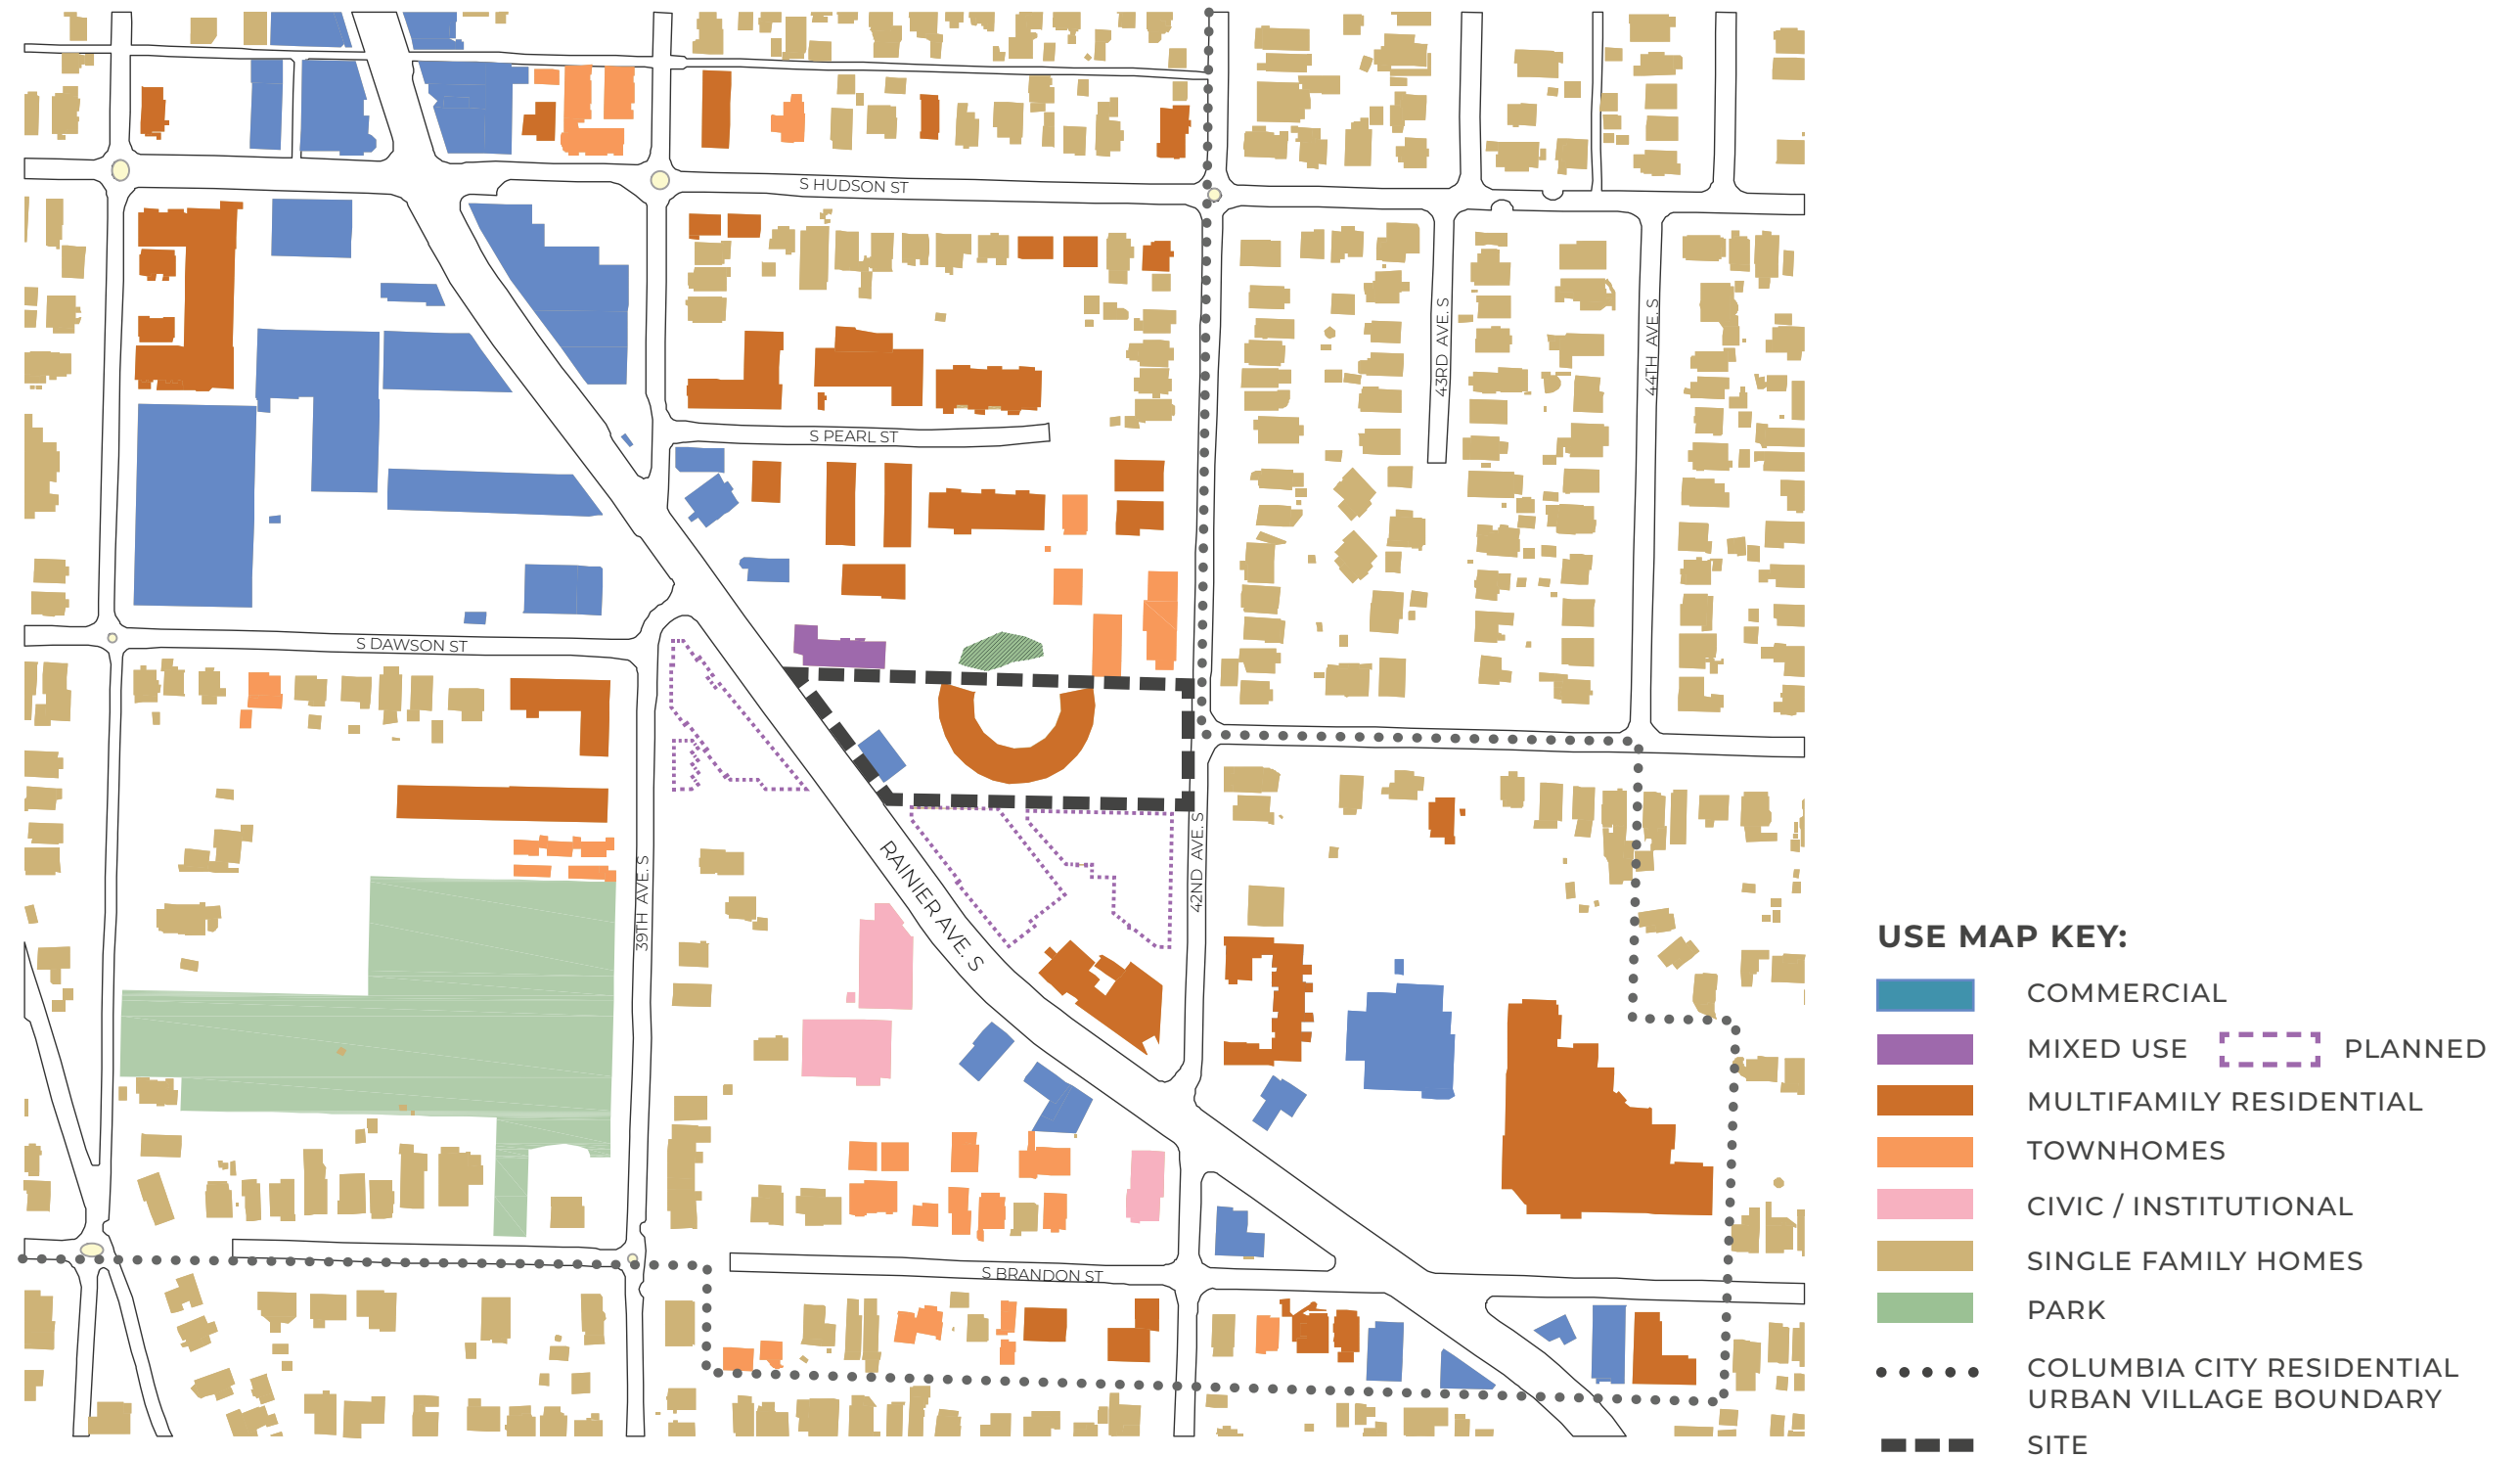 S HUDSON ST
43RD AVE. S
44TH AVE. S
S PEARL ST
S DAWSON ST
39TH AVE. S
RAINIER AVE. S
42ND AVE. S
S BRANDON ST
USE MAP KEY:
COMMERCIAL
MIXED USE
PLANNED
MULTIFAMILY RESIDENTIAL
TOWNHOMES
CIVIC / INSTITUTIONAL
SINGLE FAMILY HOMES
PARK
COLUMBIA CITY RESIDENTIAL
URBAN VILLAGE BOUNDARY
SITE